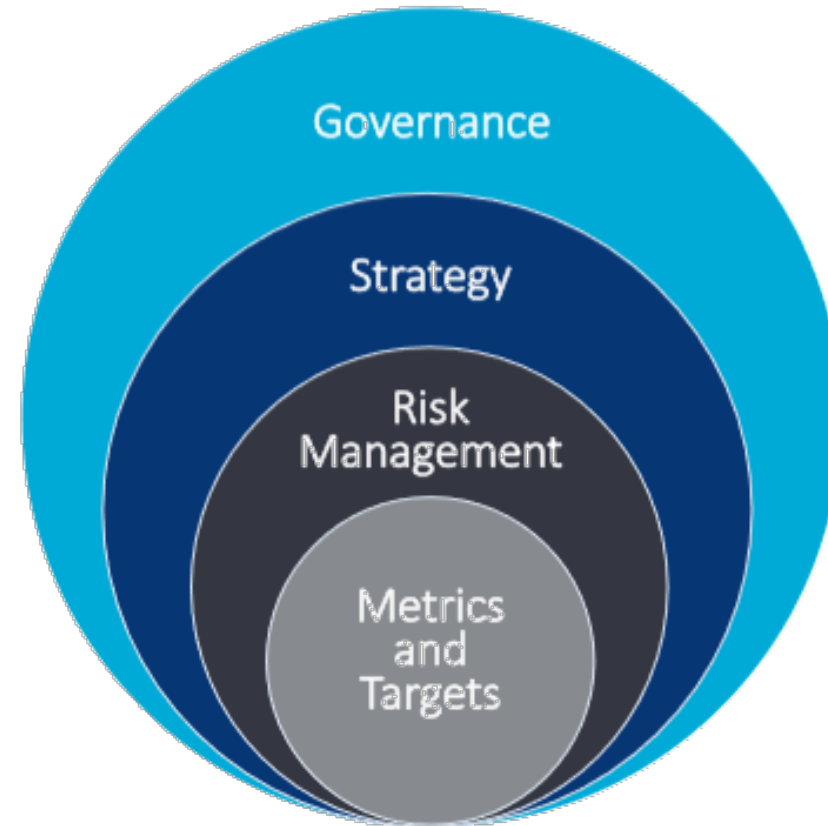 Governance
Strategy
Risk
Management
Metrics
and
Targets